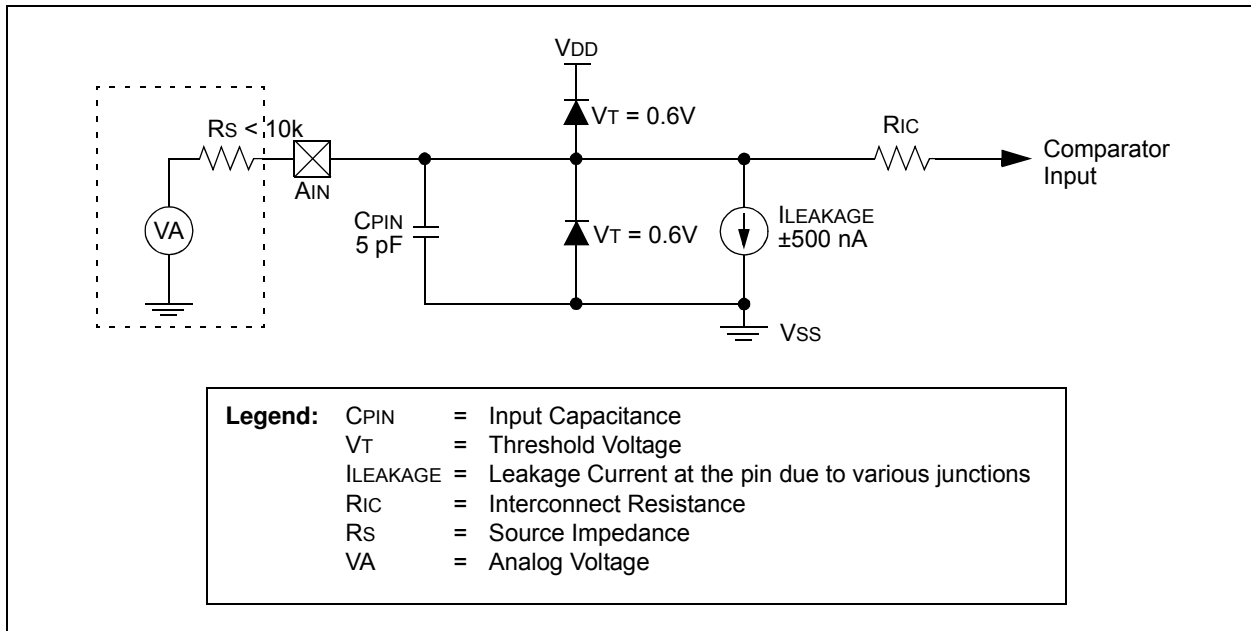 VDD
VT = 0.6V
RS < 10k
RIC
Comparator
Input
AIN
CPIN
5 pF
VA
VT = 0.6V
ILEAKAGE
±500 nA
VSS
Legend: CPIN = Input Capacitance
VT = Threshold Voltage
ILEAKAGE = Leakage Current at the pin due to various junctions
RIC = Interconnect Resistance
RS = Source Impedance
VA = Analog Voltage